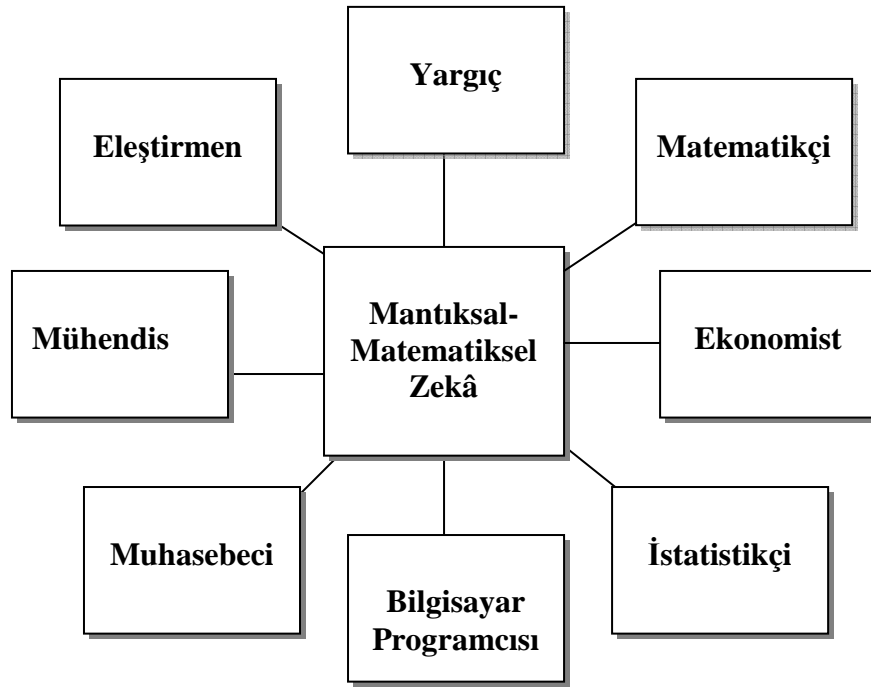 Yargıç
Eleştirmen
Matematikçi
Mühendis
Mantıksal-
Matematiksel
Zekâ
Ekonomist
Muhasebeci
Bilgisayar
Programcısı
İstatistikçi